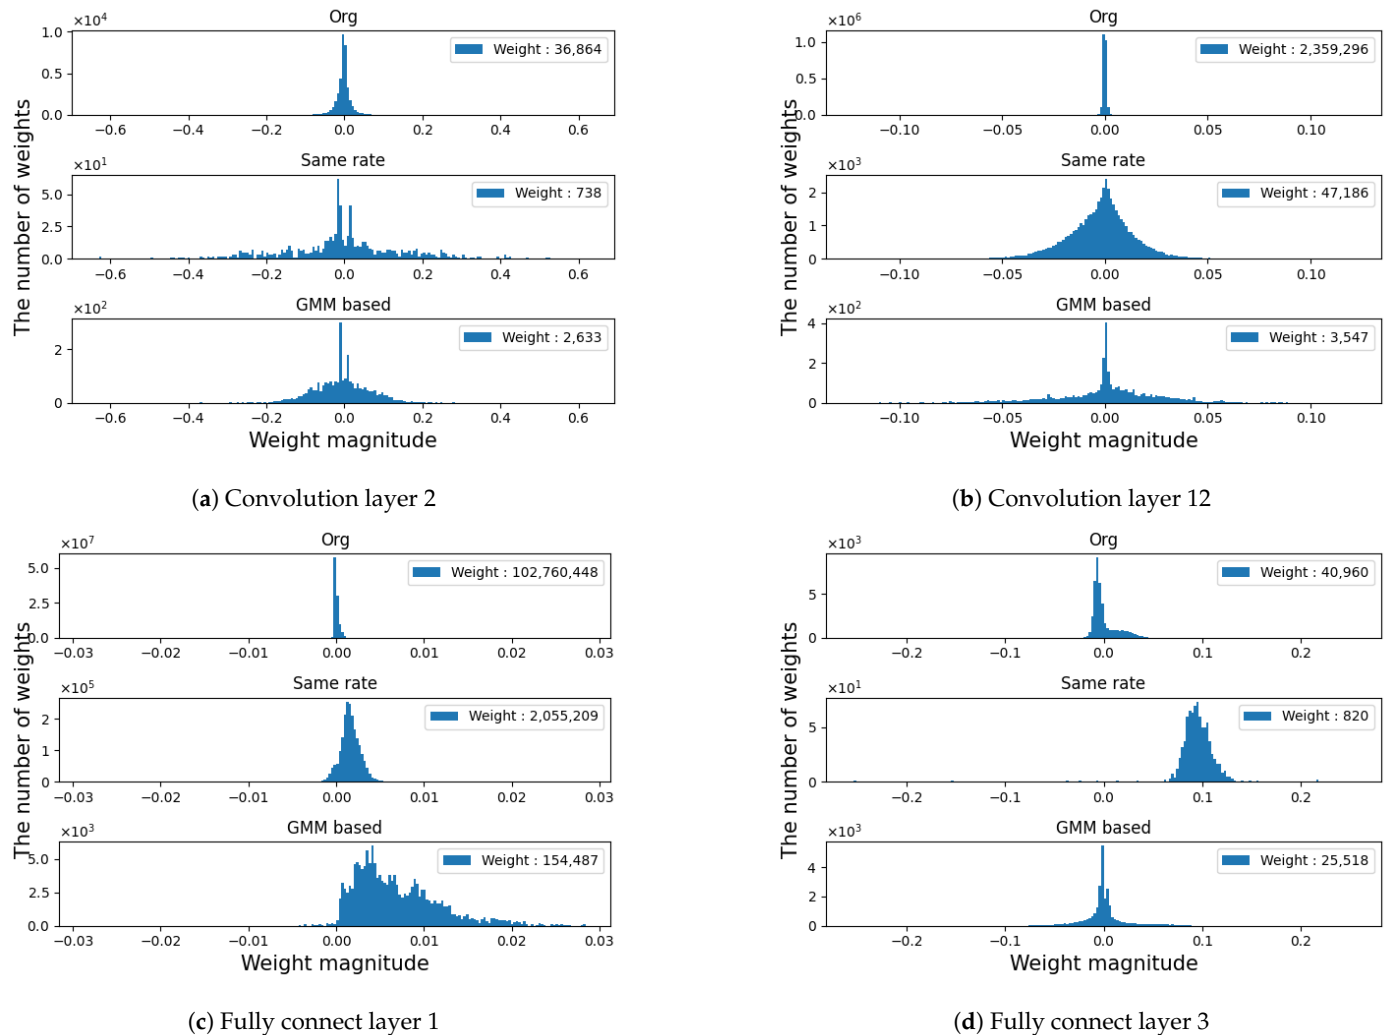 Org
×10⁴
1.0
0.5
0.0
Weight : 36,864
−0.6 −0.4 −0.2 0.0 0.2 0.4 0.6
Same rate
×10¹
5.0
2.5
0.0
Weight : 738
−0.6 −0.4 −0.2 0.0 0.2 0.4 0.6
GMM based
×10²
2
0
Weight : 2,633
−0.6 −0.4 −0.2 0.0 0.2 0.4 0.6
The number of weights
Weight magnitude
(a) Convolution layer 2
Org
×10⁶
1.0
0.5
0.0
Weight : 2,359,296
−0.10 −0.05 0.00 0.05 0.10
Same rate
×10³
2
1
0
Weight : 47,186
−0.10 −0.05 0.00 0.05 0.10
GMM based
×10²
4
2
0
Weight : 3,547
−0.10 −0.05 0.00 0.05 0.10
The number of weights
Weight magnitude
(b) Convolution layer 12
Org
×10⁷
5.0
2.5
0.0
Weight : 102,760,448
−0.03 −0.02 −0.01 0.00 0.01 0.02 0.03
Same rate
×10⁵
2
1
0
Weight : 2,055,209
−0.03 −0.02 −0.01 0.00 0.01 0.02 0.03
GMM based
×10³
5.0
2.5
0.0
Weight : 154,487
−0.03 −0.02 −0.01 0.00 0.01 0.02 0.03
The number of weights
Weight magnitude
(c) Fully connect layer 1
Org
×10³
5
0
Weight : 40,960
−0.2 −0.1 0.0 0.1 0.2
Same rate
×10¹
5
0
Weight : 820
−0.2 −0.1 0.0 0.1 0.2
GMM based
×10³
4
2
0
Weight : 25,518
−0.2 −0.1 0.0 0.1 0.2
The number of weights
Weight magnitude
(d) Fully connect layer 3